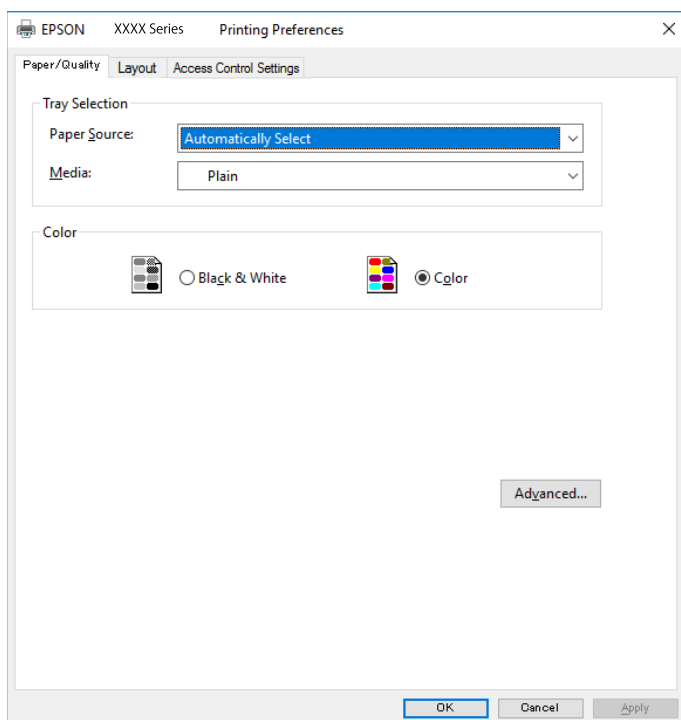 EPSON XXXX Series Printing Preferences
Paper/Quality Layout Access Control Settings
Tray Selection
Paper Source: Automatically Select
Media: Plain
Color
Black & White Color
Advanced...
OK Cancel Apply